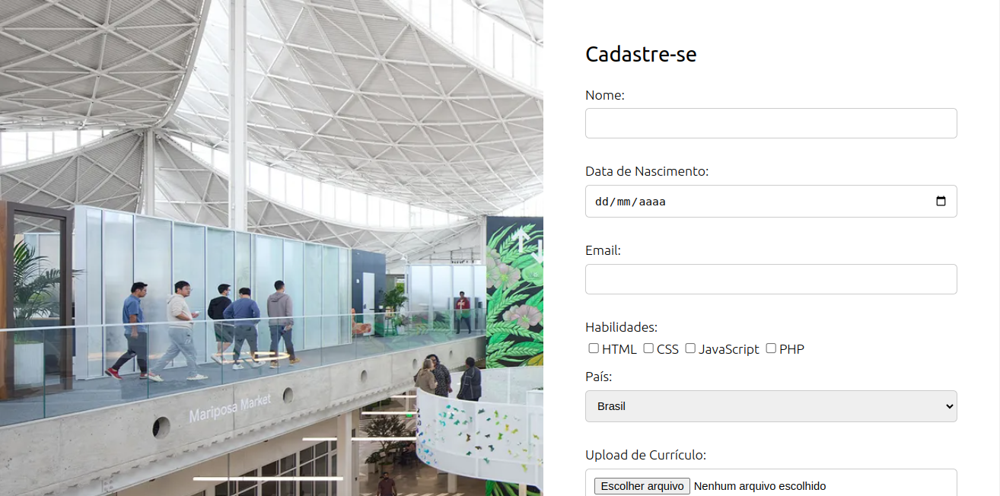 Mariposa Market
Cadastre-se
Nome:
Data de Nascimento:
dd/mm/aaaa
Email:
Habilidades:
HTML CSS JavaScript PHP
País:
Brasil
Upload de Currículo:
Escolher arquivo Nenhum arquivo escolhido